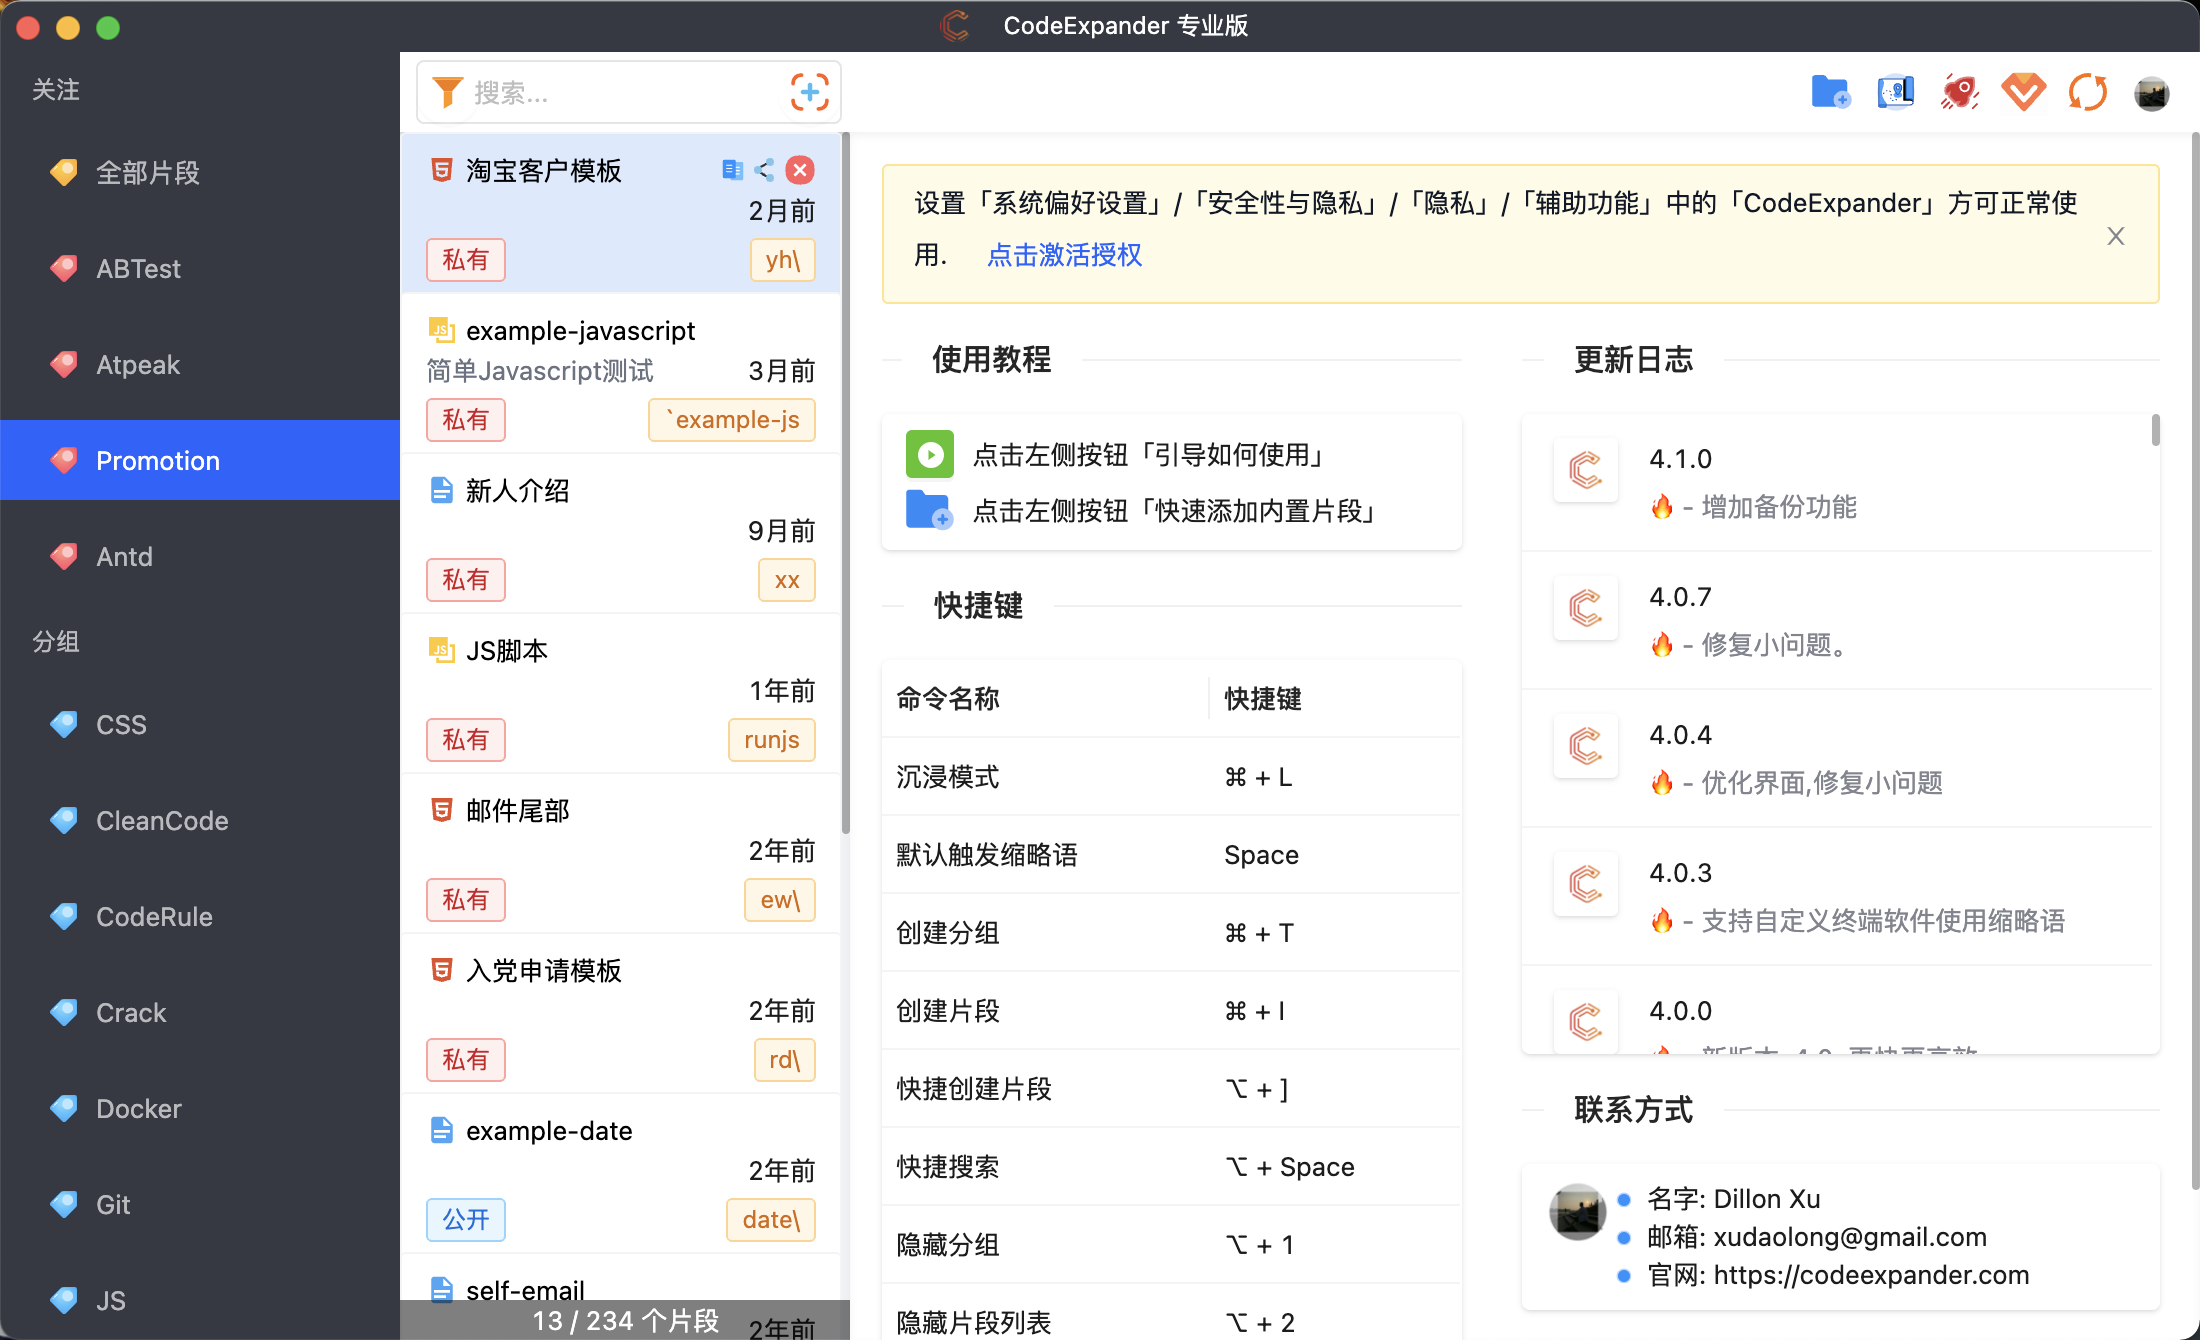 CodeExpander 专业版
关注
全部片段
ABTest
Atpeak
Promotion
Antd
分组
CSS
CleanCode
CodeRule
Crack
Docker
Git
JS
搜索...
淘宝客户模板
2月前
私有
yh\
example-javascript
简单Javascript测试
3月前
私有
`example-js
新人介绍
9月前
私有
xx
JS脚本
1年前
私有
runjs
邮件尾部
2年前
私有
ew\
入党申请模板
2年前
私有
rd\
example-date
2年前
公开
date\
self-email
2年前
13 / 234 个片段
设置「系统偏好设置」/「安全性与隐私」/「隐私」/「辅助功能」中的「CodeExpander」方可正常使
用. 点击激活授权
使用教程
点击左侧按钮「引导如何使用」
点击左侧按钮「快速添加内置片段」
快捷键
命令名称 快捷键
沉浸模式 ⌘ + L
默认触发缩略语 Space
创建分组 ⌘ + T
创建片段 ⌘ + I
快捷创建片段 ⌥ + ]
快捷搜索 ⌥ + Space
隐藏分组 ⌥ + 1
隐藏片段列表 ⌥ + 2
更新日志
4.1.0
🔥 - 增加备份功能
4.0.7
🔥 - 修复小问题。
4.0.4
🔥 - 优化界面,修复小问题
4.0.3
🔥 - 支持自定义终端软件使用缩略语
4.0.0
联系方式
名字: Dillon Xu
邮箱: xudaolong@gmail.com
官网: https://codeexpander.com